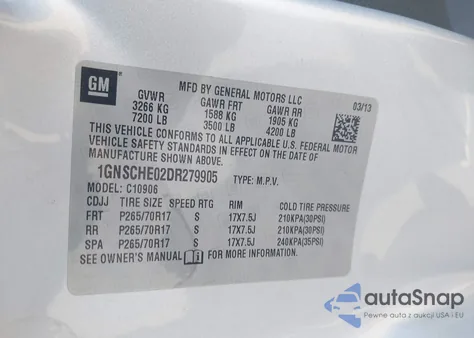 GM
MFD BY GENERAL MOTORS LLC
GVWR GAWR FRT GAWR RR 03/13
3266 KG 1588 KG 1905 KG
7200 LB 3500 LB 4200 LB
THIS VEHICLE CONFORMS TO ALL APPLICABLE U.S. FEDERAL MOTOR
VEHICLE SAFETY STANDARDS IN EFFECT ON THE DATE OF
MANUFACTURE SHOWN ABOVE.
1GNSCHE02DR279905 TYPE: M.P.V.
MODEL: C10906
CDJJ TIRE SIZE SPEED RTG RIM COLD TIRE PRESSURE
FRT P265/70R17 S 17X7.5J 210KPA(30PSI)
RR P265/70R17 S 17X7.5J 210KPA(30PSI)
SPA P265/70R17 S 17X7.5J 240KPA(35PSI)
SEE OWNER'S MANUAL FOR MORE INFORMATION.
autoSnap
Pewne auta z aukcji USA i EU